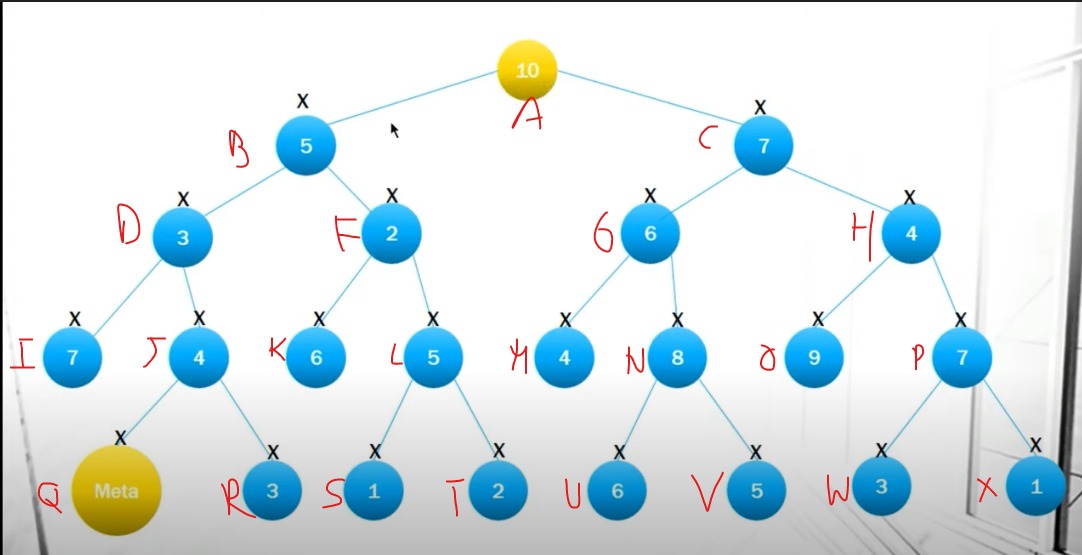 10
A
X X
B 5 C 7
X X X X
D 3 F 2 G 6 H 4
X X X X X X X X
I 7 J 4 K 6 L 5 M 4 N 8 O 9 P 7
X X X X X X X X
Q Meta R 3 S 1 T 2 U 6 V 5 W 3 X 1